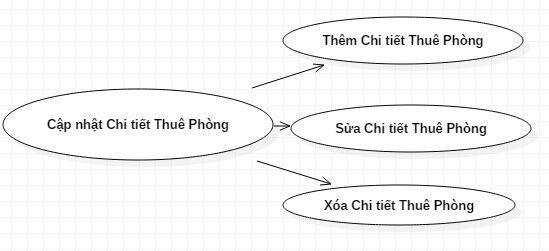 Thêm Chi tiết Thuê Phòng
Cập nhật Chi tiết Thuê Phòng
Sửa Chi tiết Thuê Phòng
Xóa Chi tiết Thuê Phòng